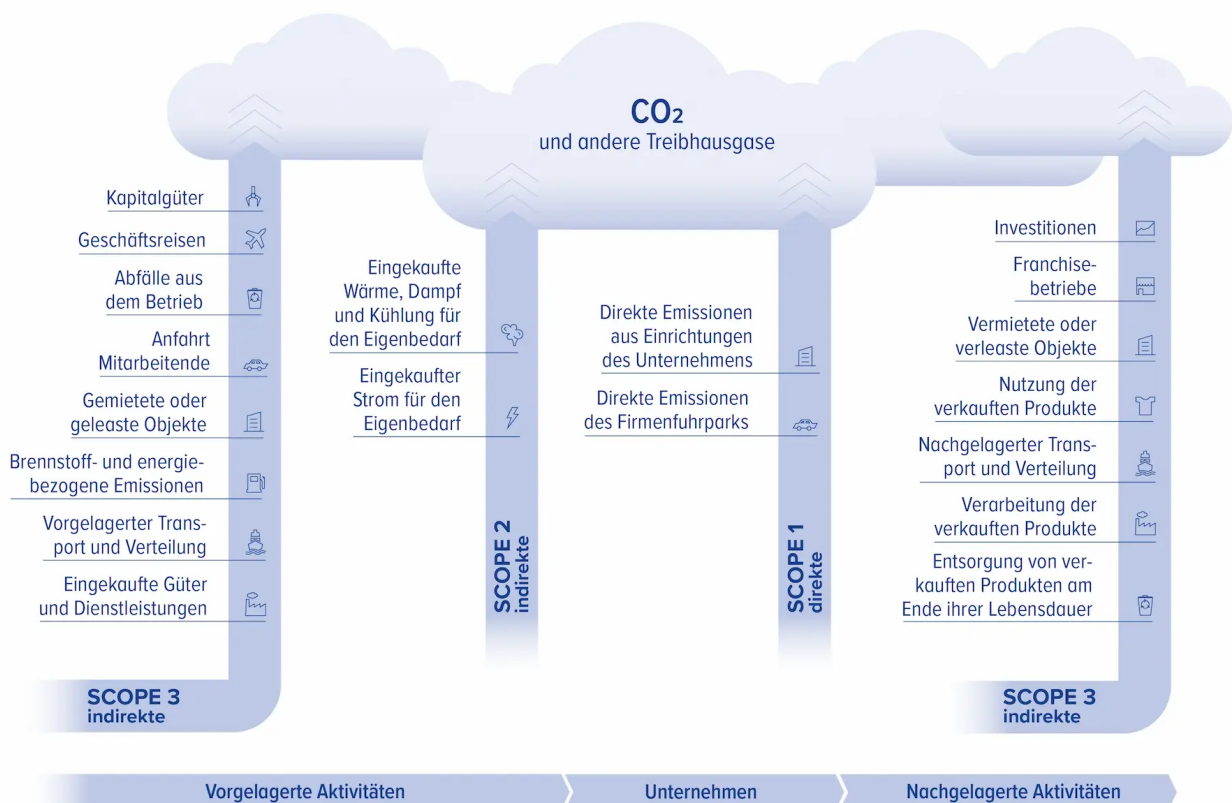 CO₂
und andere Treibhausgase
Kapitalgüter
Geschäftsreisen
Abfälle aus
dem Betrieb
Anfahrt
Mitarbeitende
Gemietete oder
geleaste Objekte
Brennstoff- und energie-
bezogene Emissionen
Vorgelagerter Trans-
port und Verteilung
Eingekaufte Güter
und Dienstleistungen
SCOPE 3
indirekte
Eingekaufte
Wärme, Dampf
und Kühlung für
den Eigenbedarf
Eingekaufter
Strom für den
Eigenbedarf
SCOPE 2
indirekte
Direkte Emissionen
aus Einrichtungen
des Unternehmens
Direkte Emissionen
des Firmenfuhrparks
SCOPE 1
direkte
Investitionen
Franchise-
betriebe
Vermietete oder
verleaste Objekte
Nutzung der
verkauften Produkte
Nachgelagerter Trans-
port und Verteilung
Verarbeitung der
verkauften Produkte
Entsorgung von ver-
kauften Produkten am
Ende ihrer Lebensdauer
SCOPE 3
indirekte
Vorgelagerte Aktivitäten
Unternehmen
Nachgelagerte Aktivitäten